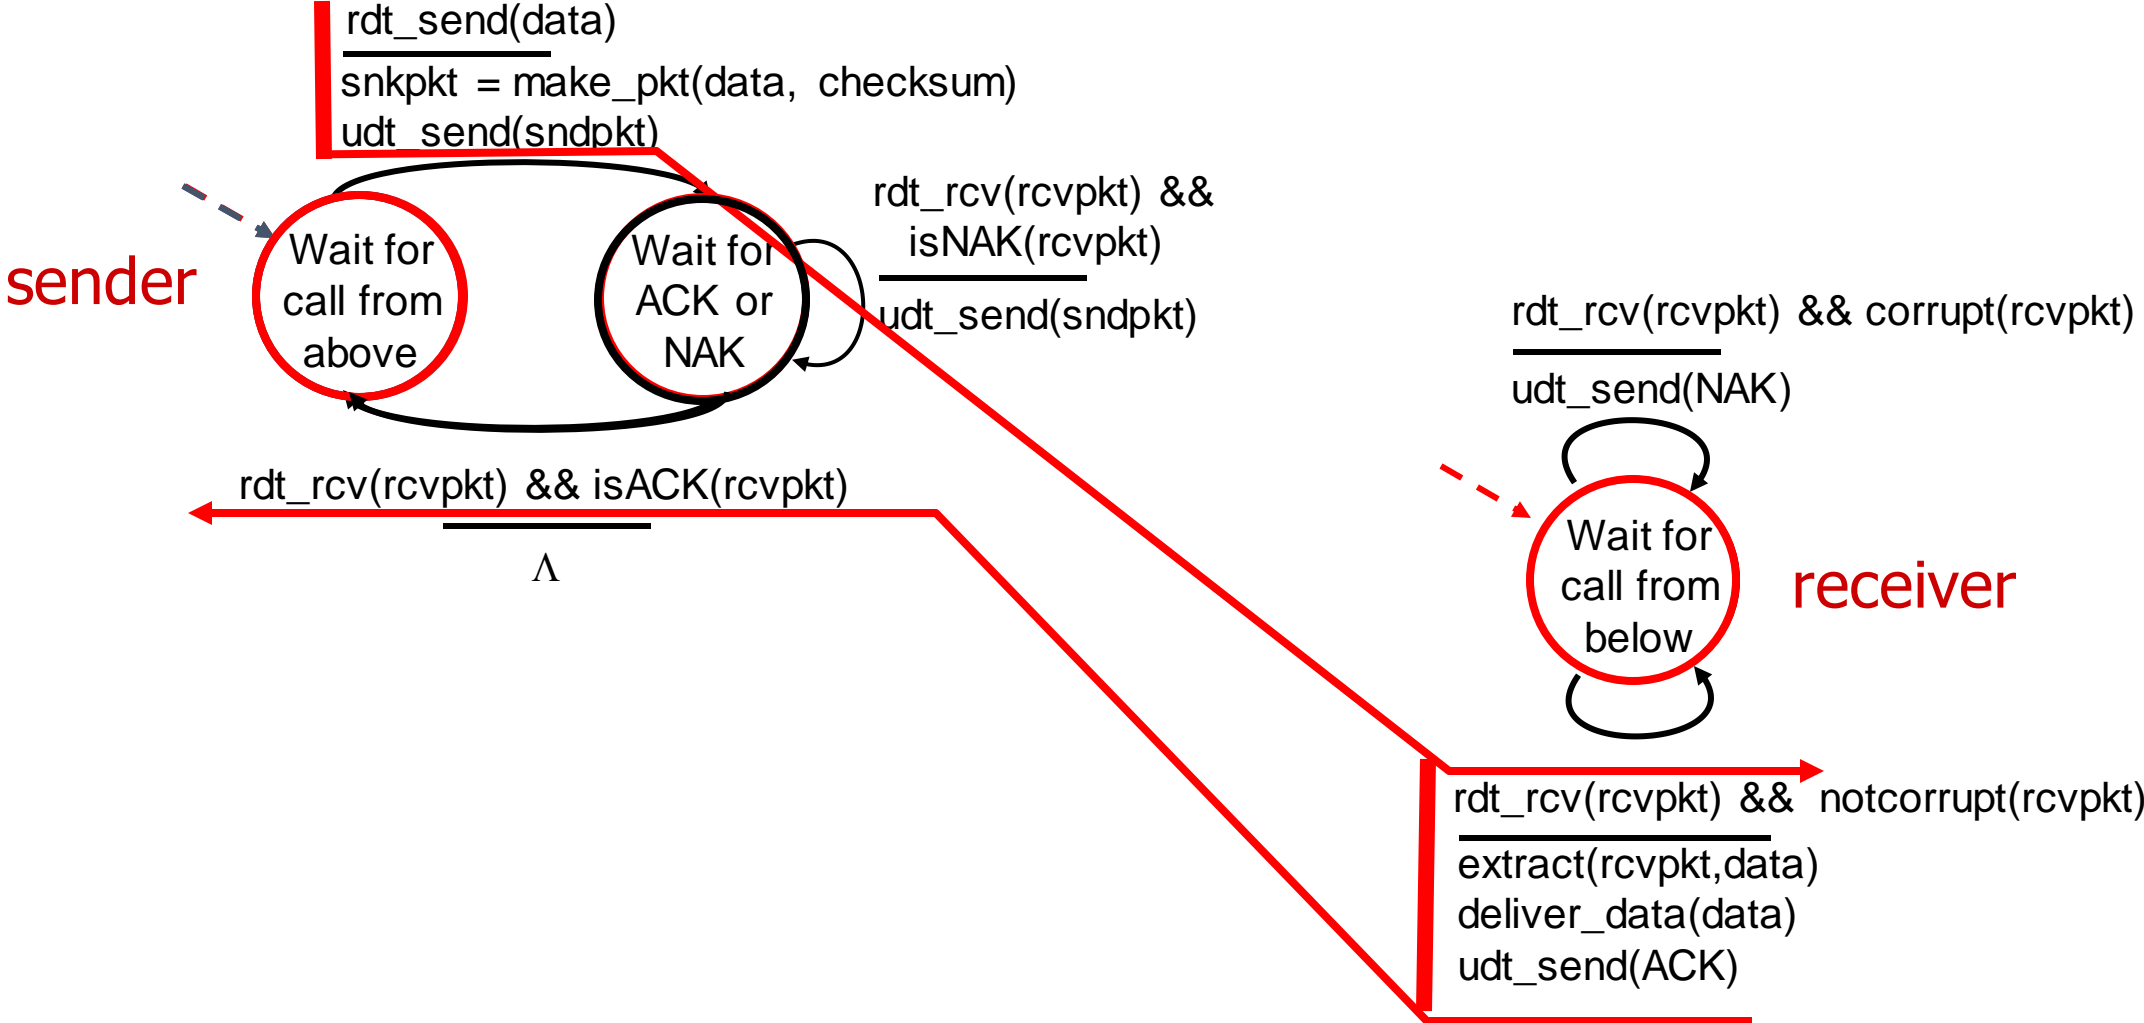 rdt_send(data)
snkpkt = make_pkt(data, checksum)
udt_send(sndpkt)
sender
Wait for
call from
above
Wait for
ACK or
NAK
rdt_rcv(rcvpkt) &&
isNAK(rcvpkt)
udt_send(sndpkt)
rdt_rcv(rcvpkt) && isACK(rcvpkt)
Λ
rdt_rcv(rcvpkt) && corrupt(rcvpkt)
udt_send(NAK)
Wait for
call from
below
receiver
rdt_rcv(rcvpkt) && notcorrupt(rcvpkt)
extract(rcvpkt,data)
deliver_data(data)
udt_send(ACK)